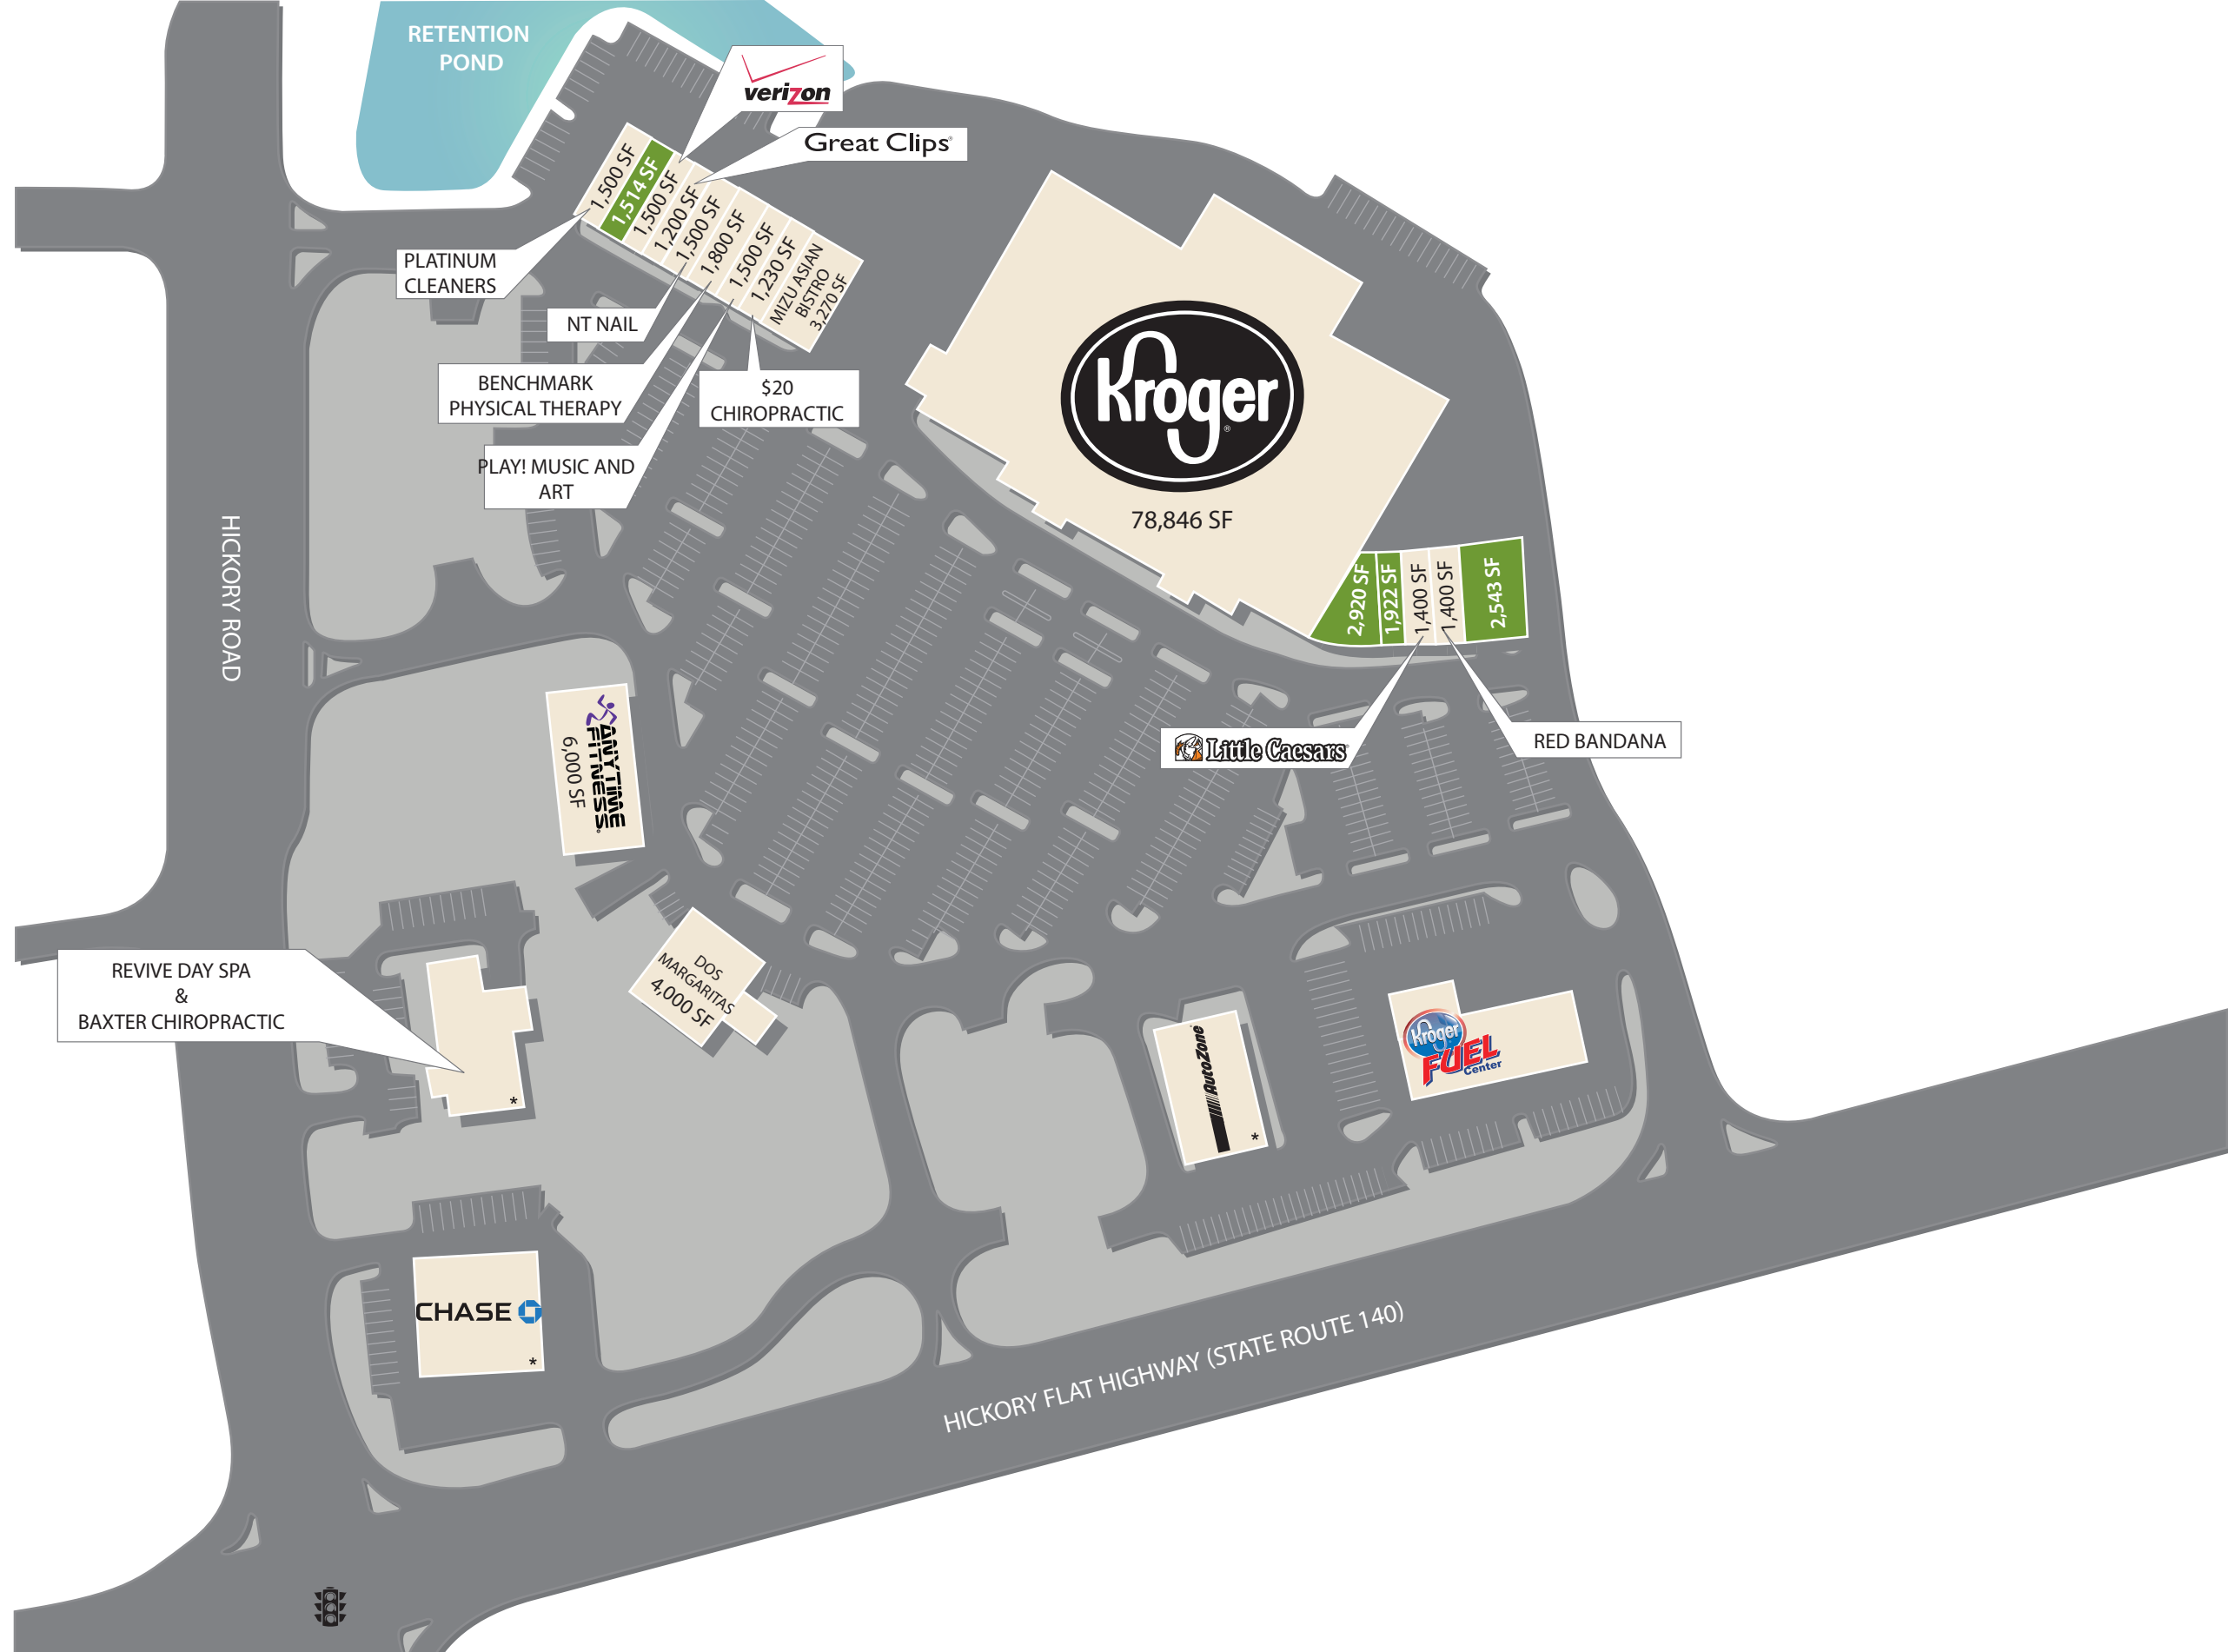 RETENTION
POND
verizon
Great Clips®
1,500 SF
1,514 SF
1,500 SF
1,200 SF
1,500 SF
1,800 SF
1,500 SF
1,230 SF
MIZU ASIAN
BISTRO
3,270 SF
PLATINUM
CLEANERS
NT NAIL
BENCHMARK
PHYSICAL THERAPY
$20
CHIROPRACTIC
PLAY! MUSIC AND
ART
Kroger®
78,846 SF
HICKORY ROAD
2,920 SF
1,922 SF
1,400 SF
1,400 SF
2,543 SF
Little Caesars
RED BANDANA
ANYTIME
FITNESS®
6,000 SF
REVIVE DAY SPA
&
BAXTER CHIROPRACTIC
*
DOS
MARGARITAS
4,000 SF
AutoZone
*
Kroger
FUEL
Center
CHASE
*
HICKORY FLAT HIGHWAY (STATE ROUTE 140)